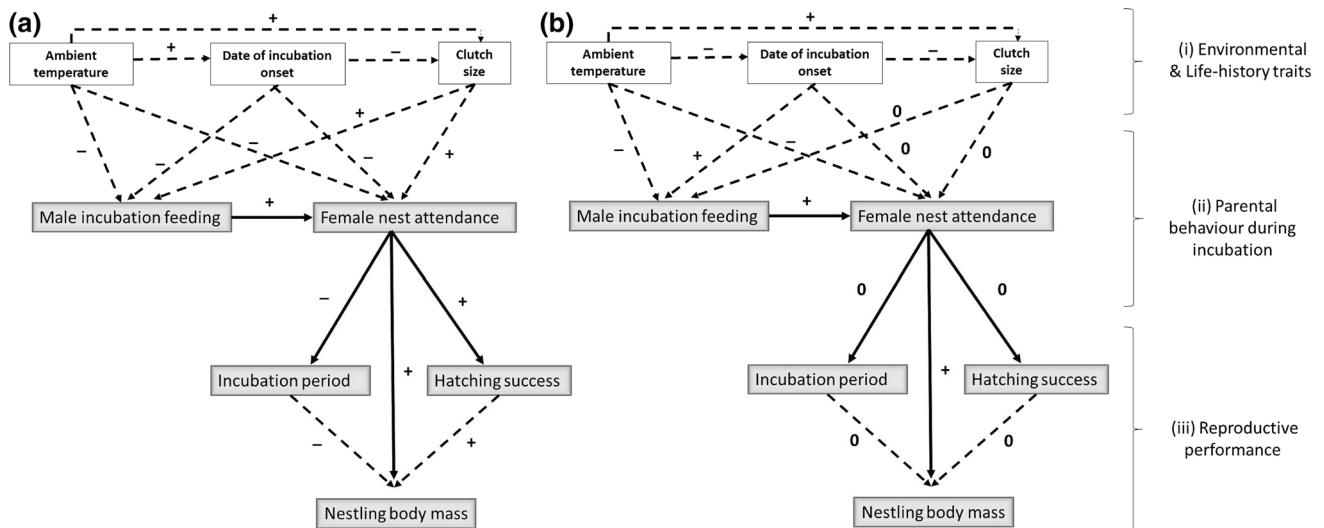 (a)
+
Ambient
temperature
+
Date of incubation
onset
–
Clutch
size
–
–
–
–
+
+
Male incubation feeding
+
Female nest attendance
–
+
+
Incubation period
Hatching success
–
+
Nestling body mass
(b)
+
Ambient
temperature
–
Date of incubation
onset
–
Clutch
size
–
+
–
0
0
0
Male incubation feeding
+
Female nest attendance
0
0
+
Incubation period
Hatching success
0
0
Nestling body mass
(i) Environmental
& Life-history traits
(ii) Parental
behaviour during
incubation
(iii) Reproductive
performance